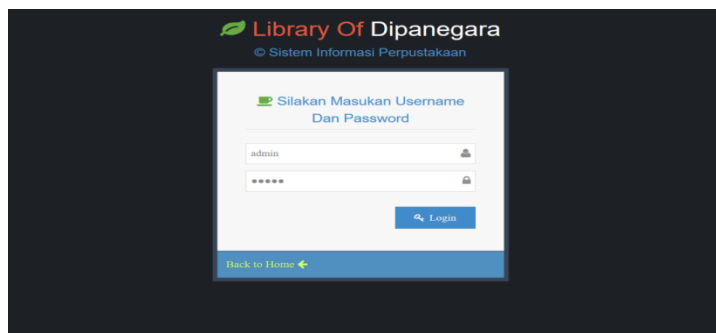 Library Of Dipanegara
© Sistem Informasi Perpustakaan
Silakan Masukan Username
Dan Password
admin
•••••
Login
Back to Home